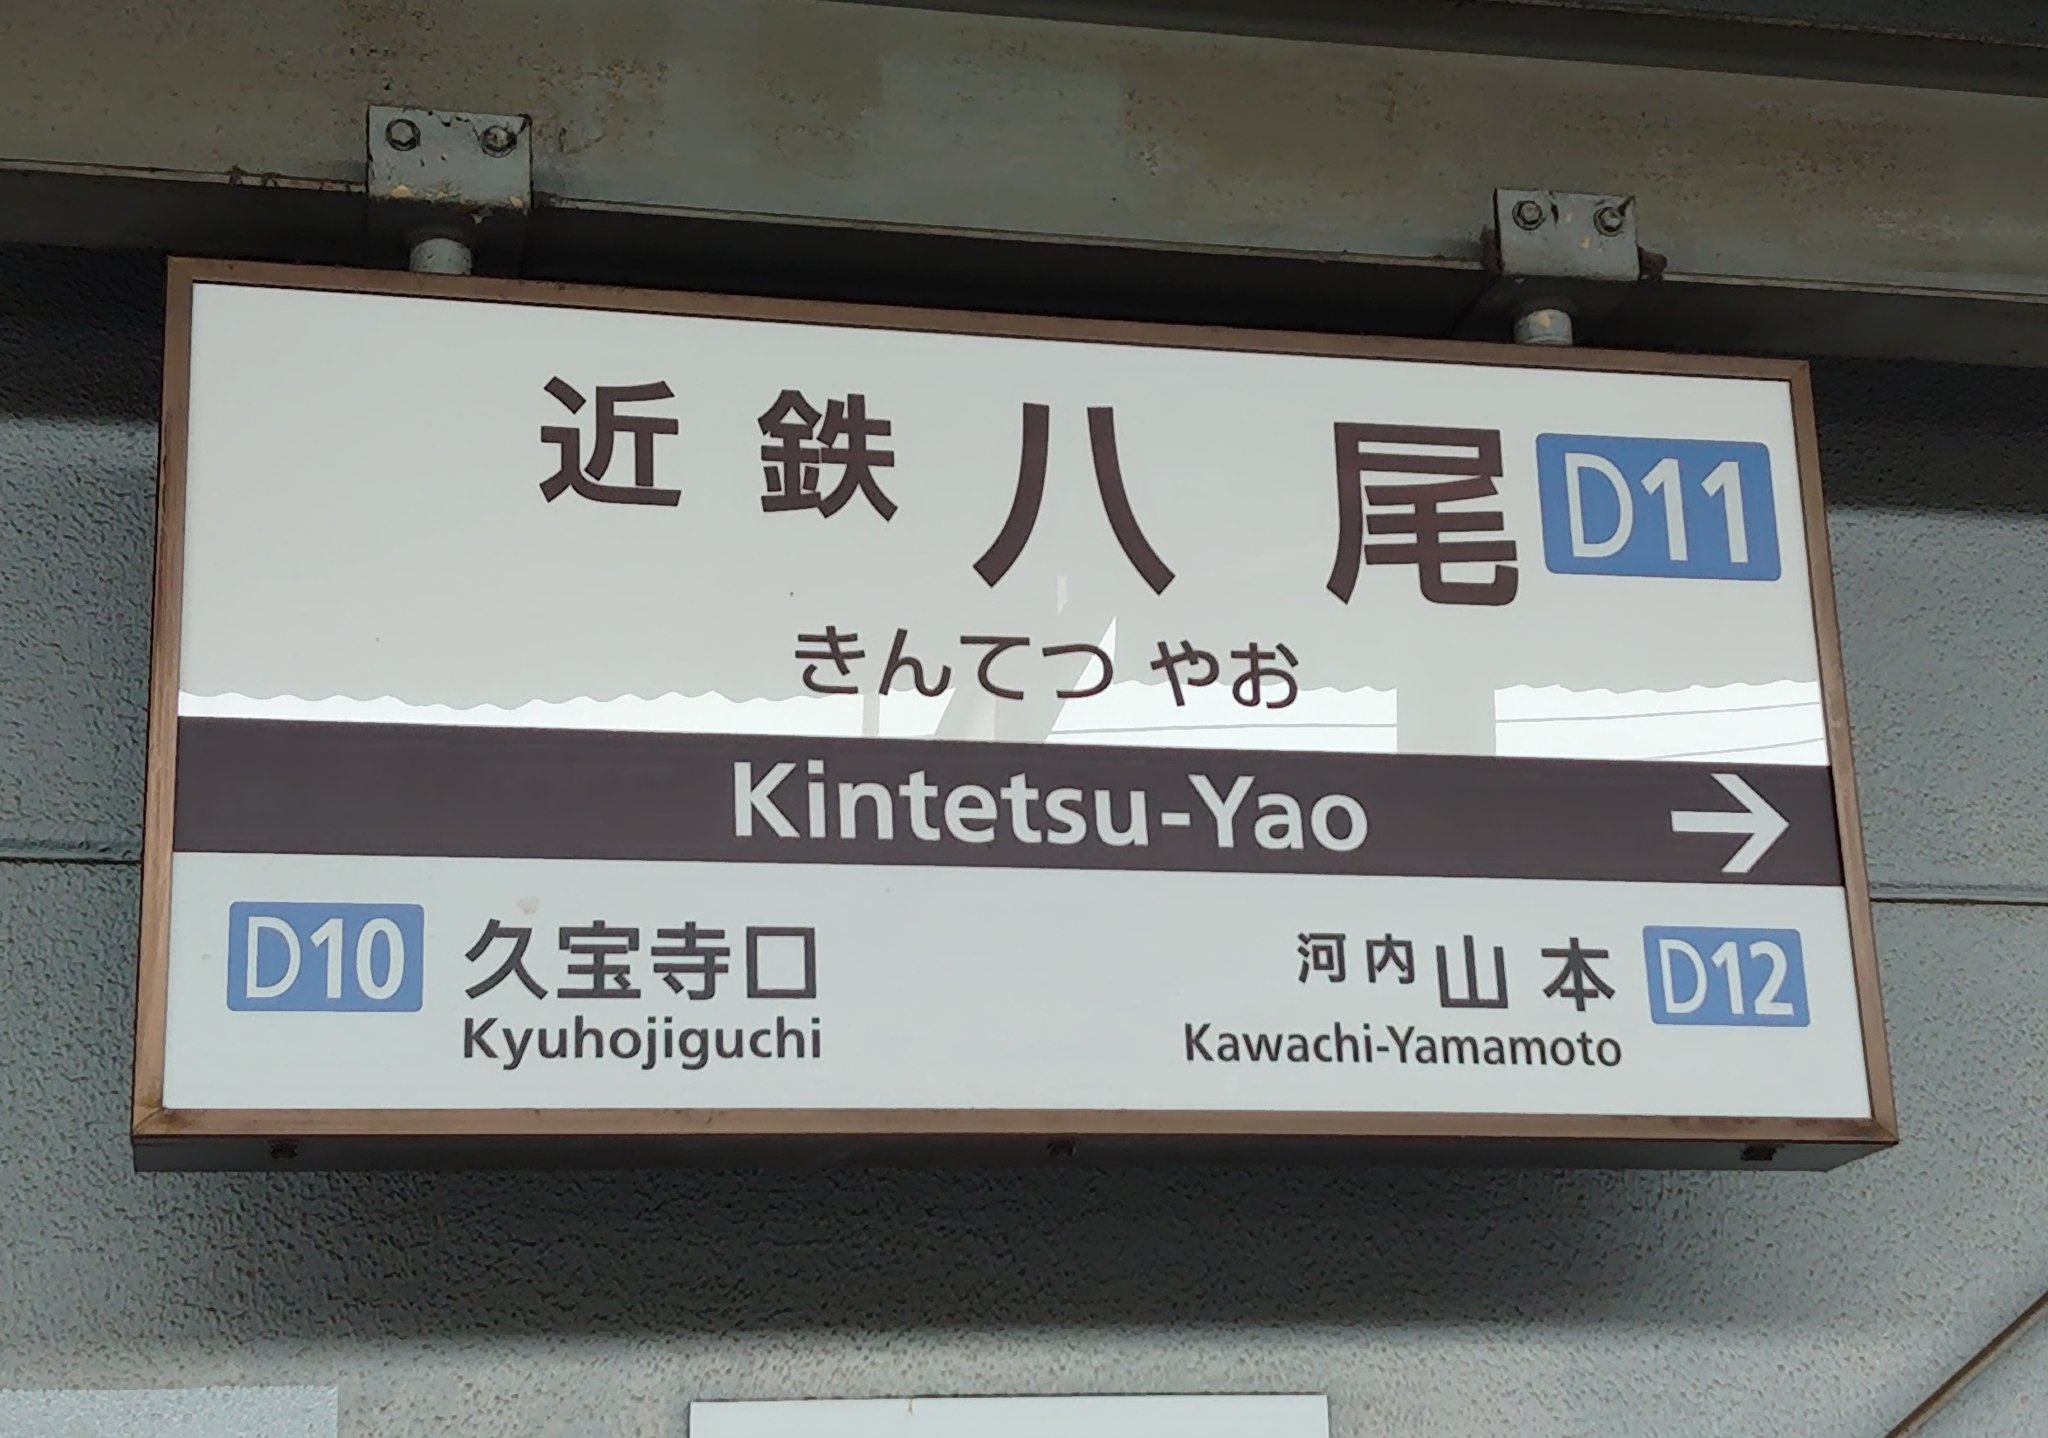 近鉄八尾 D11
きんてつ やお
Kintetsu-Yao →
D10 久宝寺口
Kyuhojiguchi
河内山本 D12
Kawachi-Yamamoto